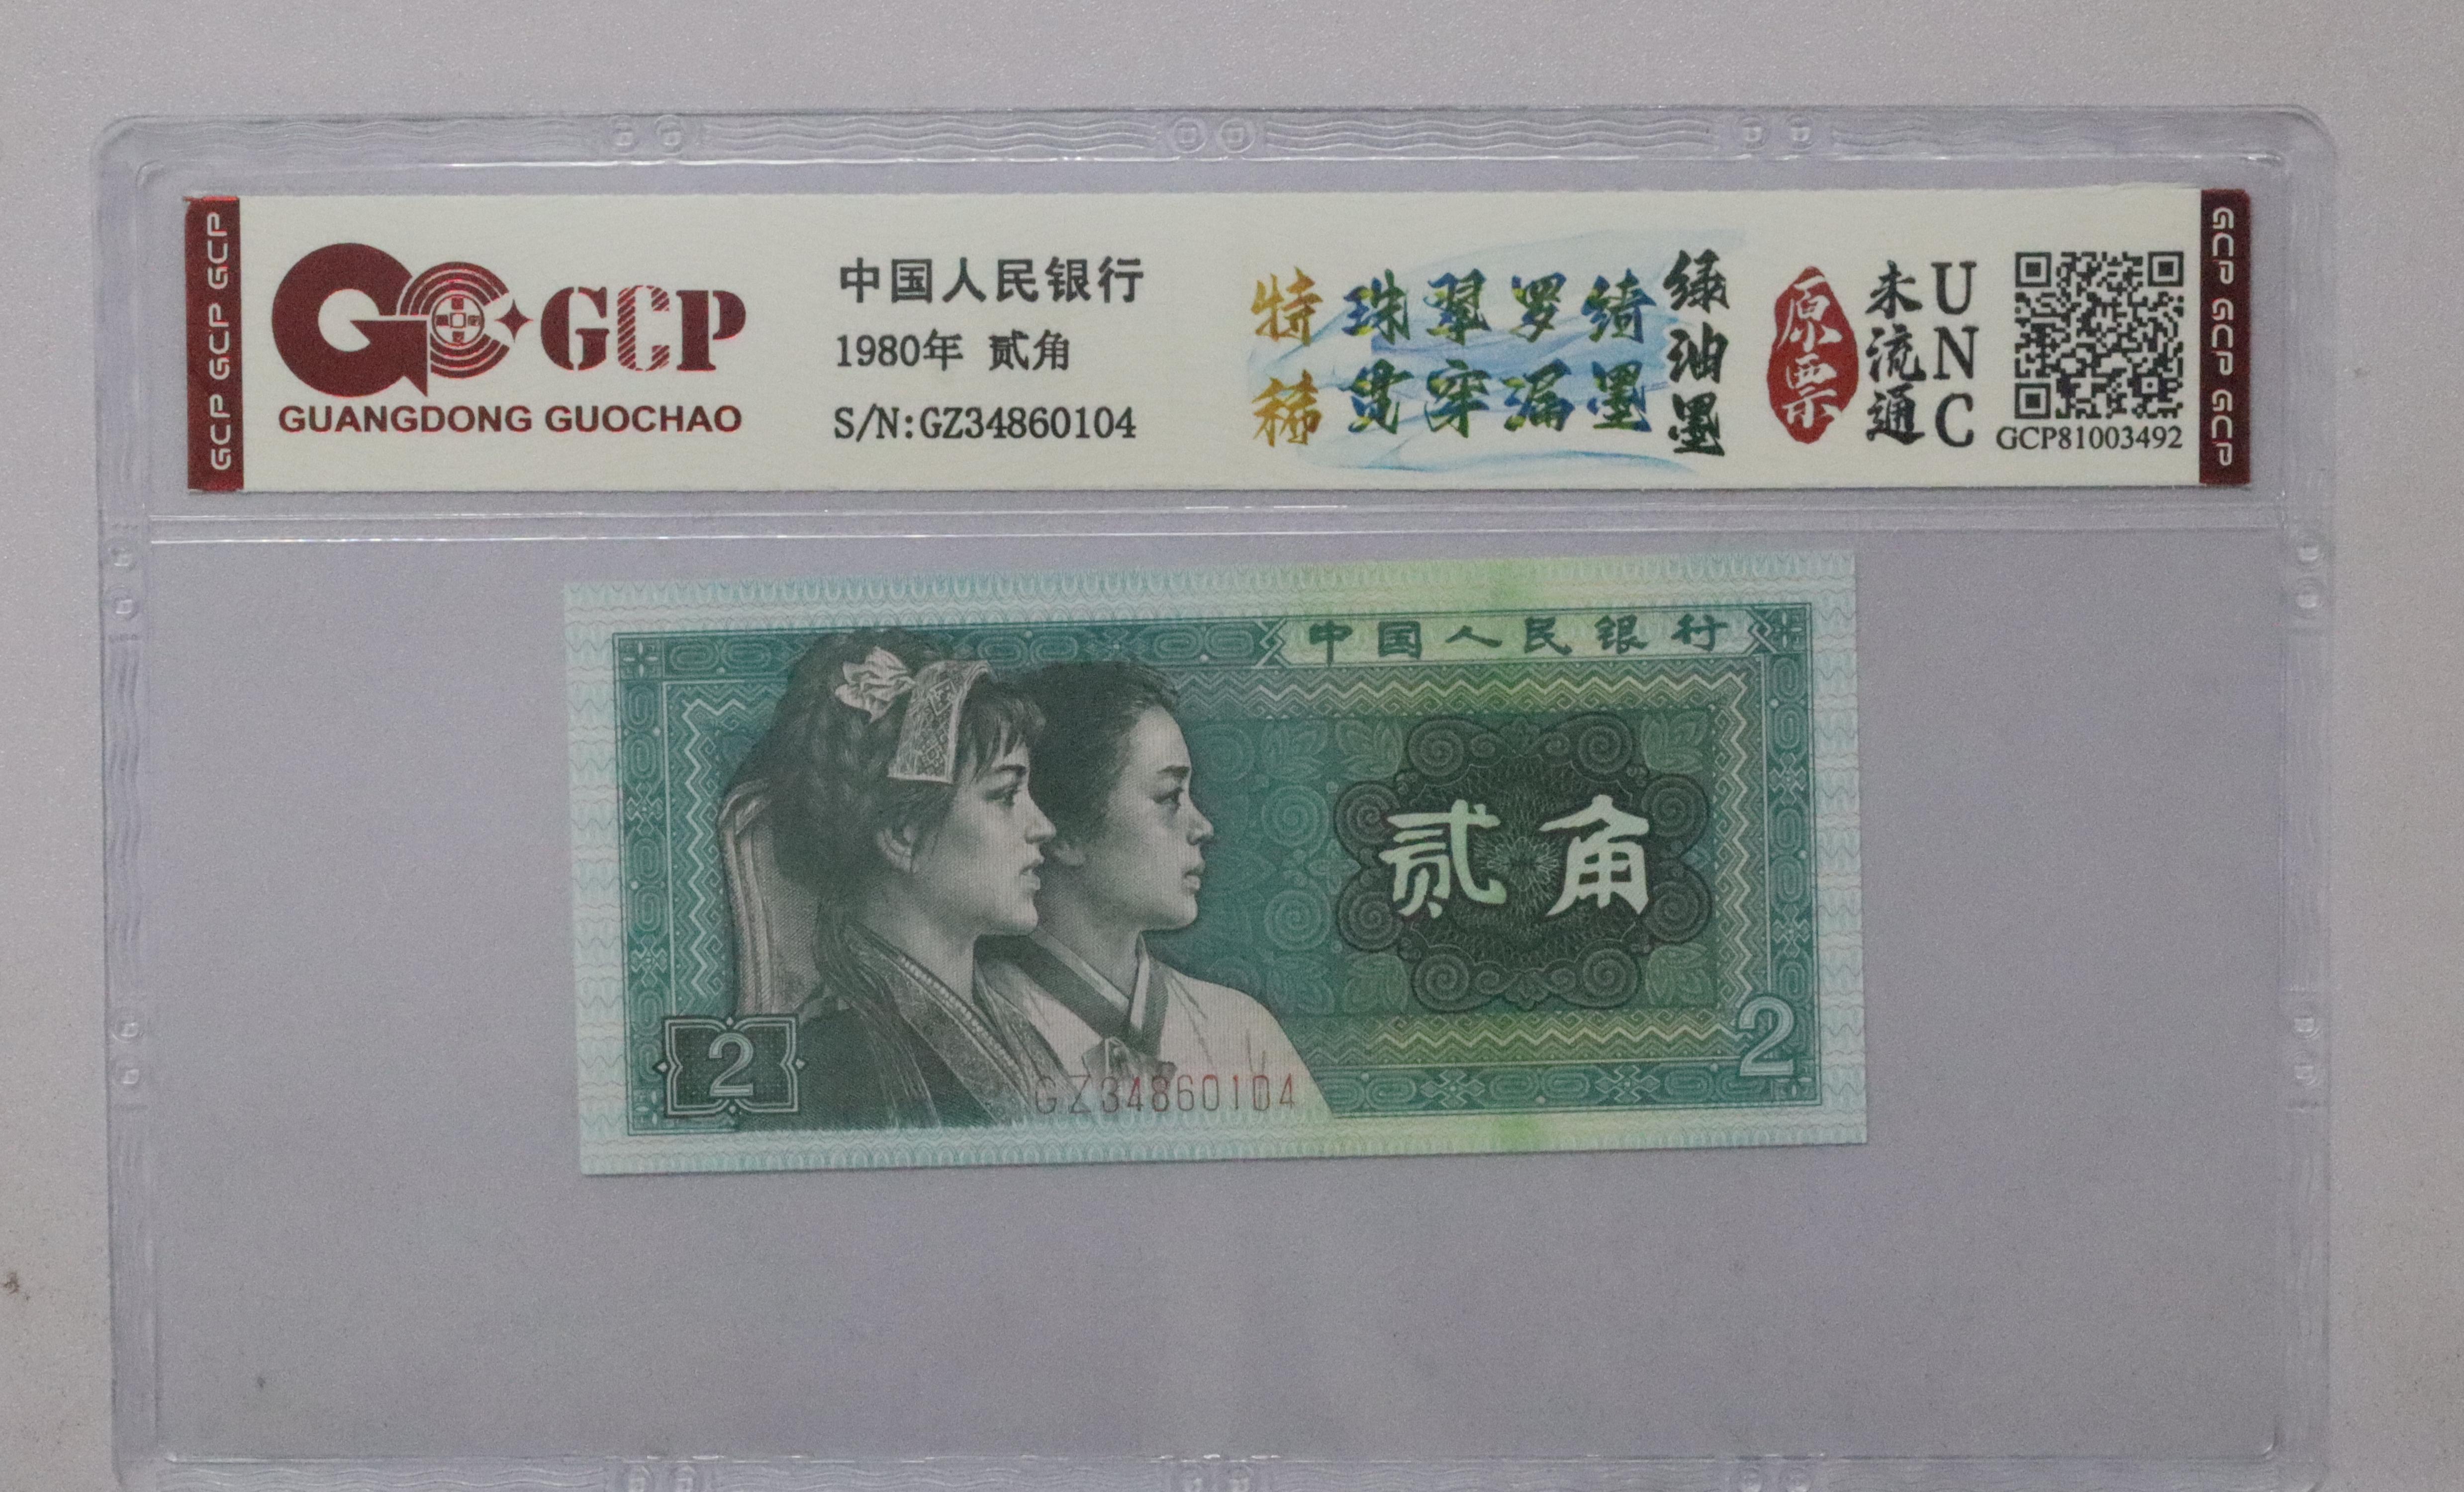 GCP GCP GCP
GCP
GUANGDONG GUOCHAO
中国人民银行
1980年 贰角
S/N:GZ34860104
特稀
珠翠罗绮
贯穿漏墨
绿油墨
原票
未流通
UNC
GCP81003492
GCP GCP GCP
中国人民银行
贰角
2
2
GZ34860104